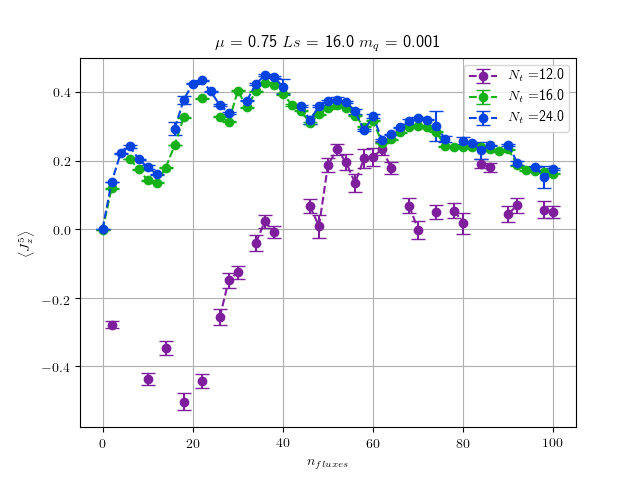 μ = 0.75 Ls = 16.0 m_q = 0.001
N_t =12.0
N_t =16.0
N_t =24.0
⟨J_z^5⟩
0.4
0.2
0.0
−0.2
−0.4
0 20 40 60 80 100
n_fluxes